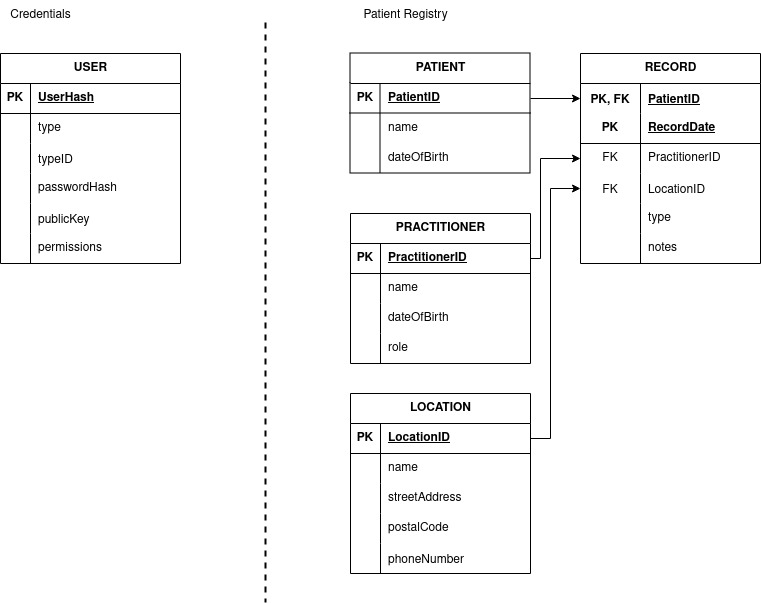 Credentials
Patient Registry
USER
PK UserHash
type
typeID
passwordHash
publicKey
permissions
PATIENT
PK PatientID
name
dateOfBirth
PRACTITIONER
PK PractitionerID
name
dateOfBirth
role
LOCATION
PK LocationID
name
streetAddress
postalCode
phoneNumber
RECORD
PK, FK PatientID
PK RecordDate
FK PractitionerID
FK LocationID
type
notes